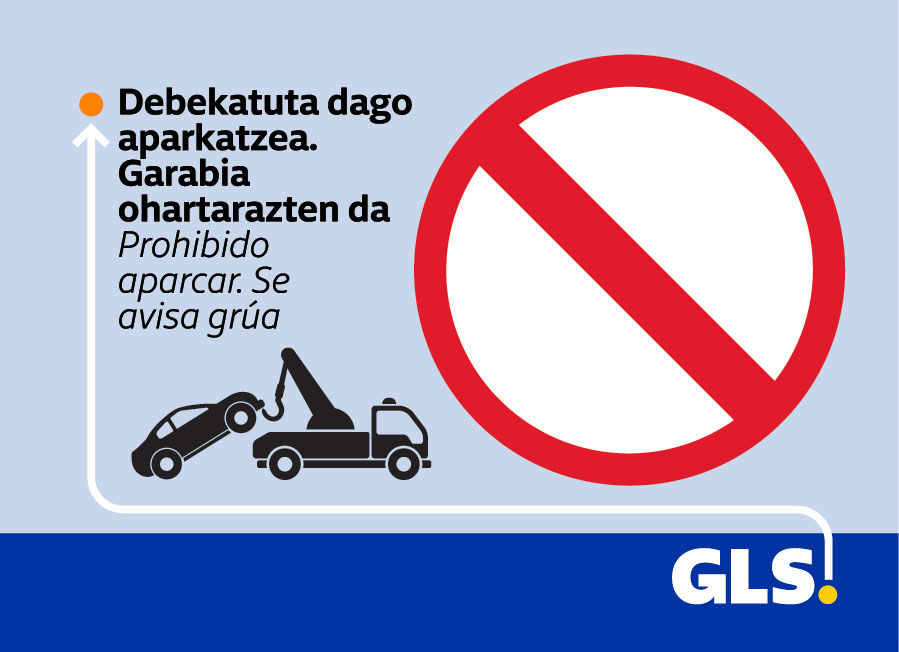 Debekatuta dago
aparkatzea.
Garabia
ohartarazten da
Prohibido
aparcar. Se
avisa grúa
GLS.